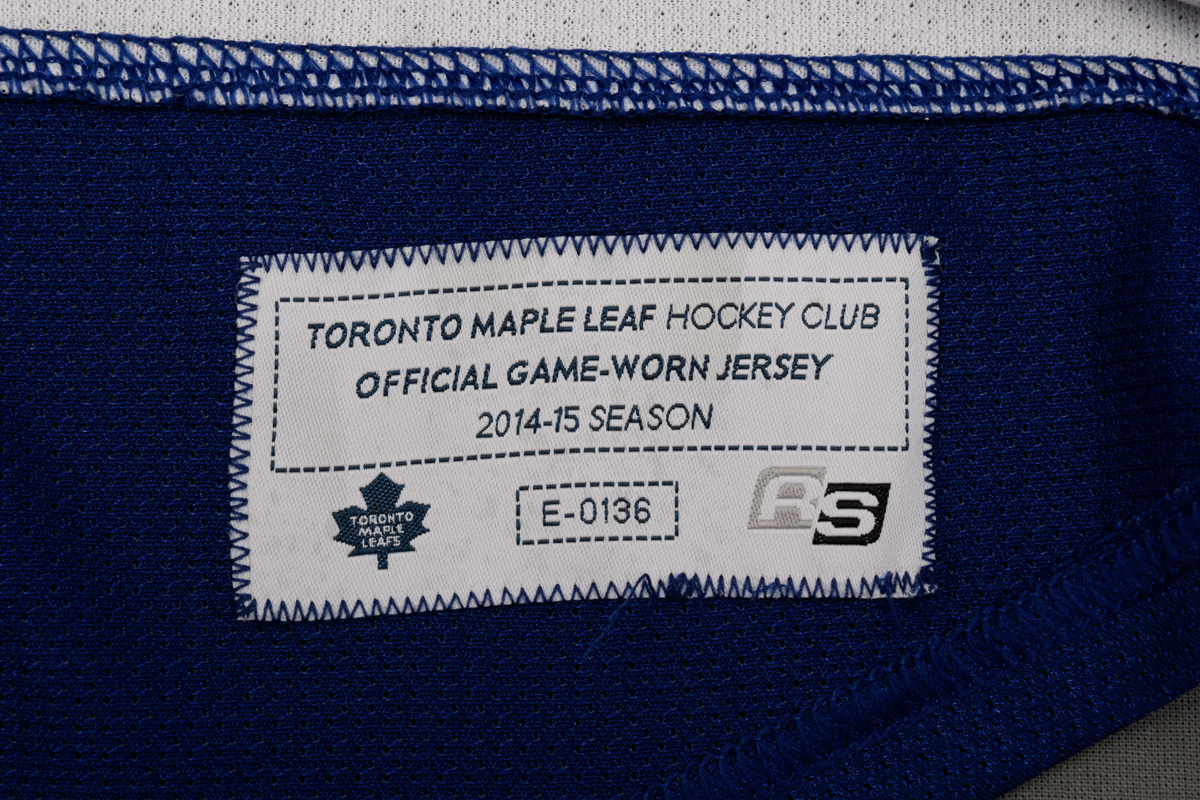 TORONTO MAPLE LEAF HOCKEY CLUB
OFFICIAL GAME-WORN JERSEY
2014-15 SEASON
TORONTO
MAPLE
LEAFS
E-0136
RS